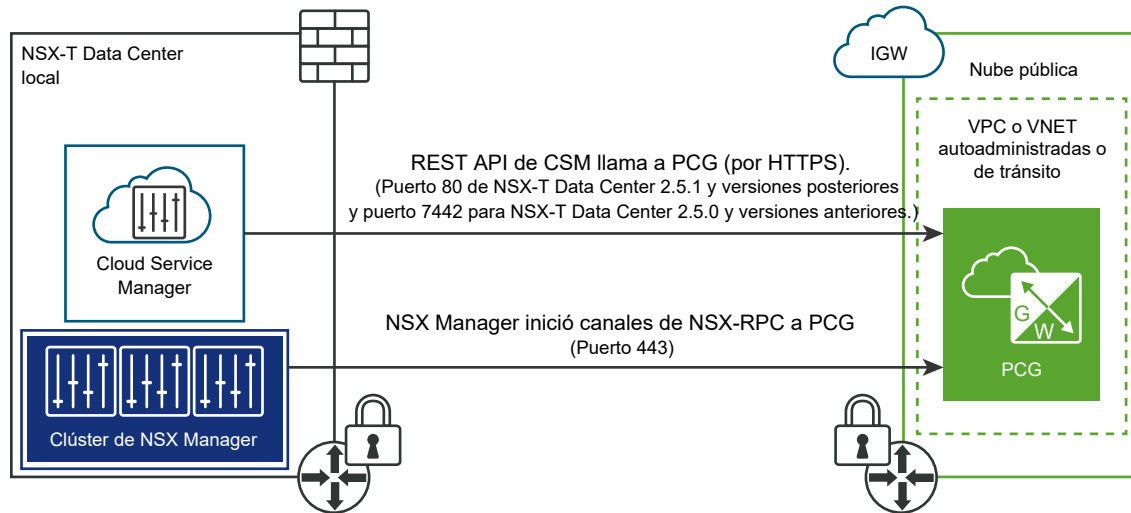 NSX-T Data Center
local
IGW
Nube pública
VPC o VNET
autoadministradas o
de tránsito
REST API de CSM llama a PCG (por HTTPS).
(Puerto 80 de NSX-T Data Center 2.5.1 y versiones posteriores
y puerto 7442 para NSX-T Data Center 2.5.0 y versiones anteriores.)
Cloud Service
Manager
NSX Manager inició canales de NSX-RPC a PCG
(Puerto 443)
G
W
PCG
Clúster de NSX Manager